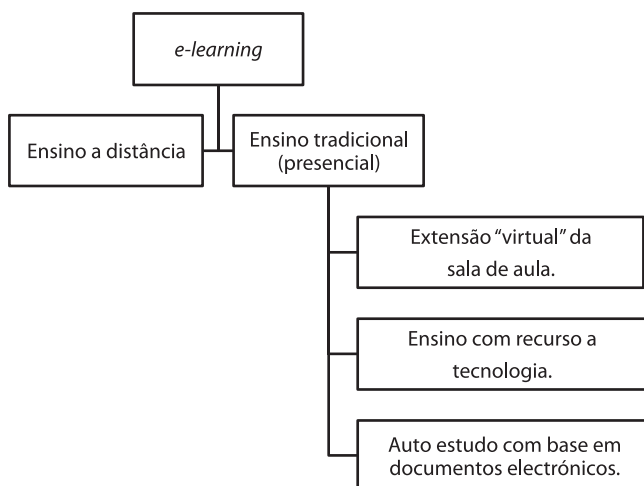 e-learning
Ensino a distância
Ensino tradicional
(presencial)
Extensão “virtual” da
sala de aula.
Ensino com recurso a
tecnologia.
Auto estudo com base em
documentos electrónicos.